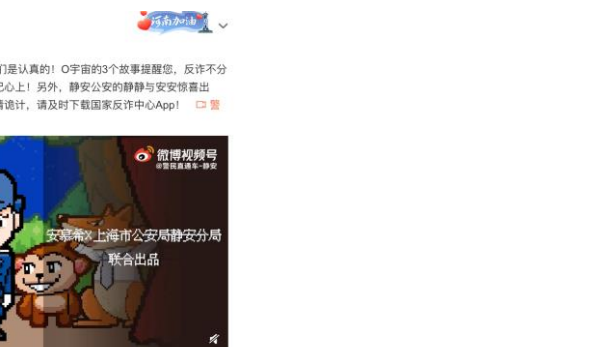 河南加油
们是认真的！O宇宙的3个故事提醒您，反诈不分
心上！另外，静安公安的静静与安安惊喜出
诡计，请及时下载国家反诈中心App！ 警
微博视频号
@警民直通车-静安
安慕希X上海市公安局静安分局
联合出品